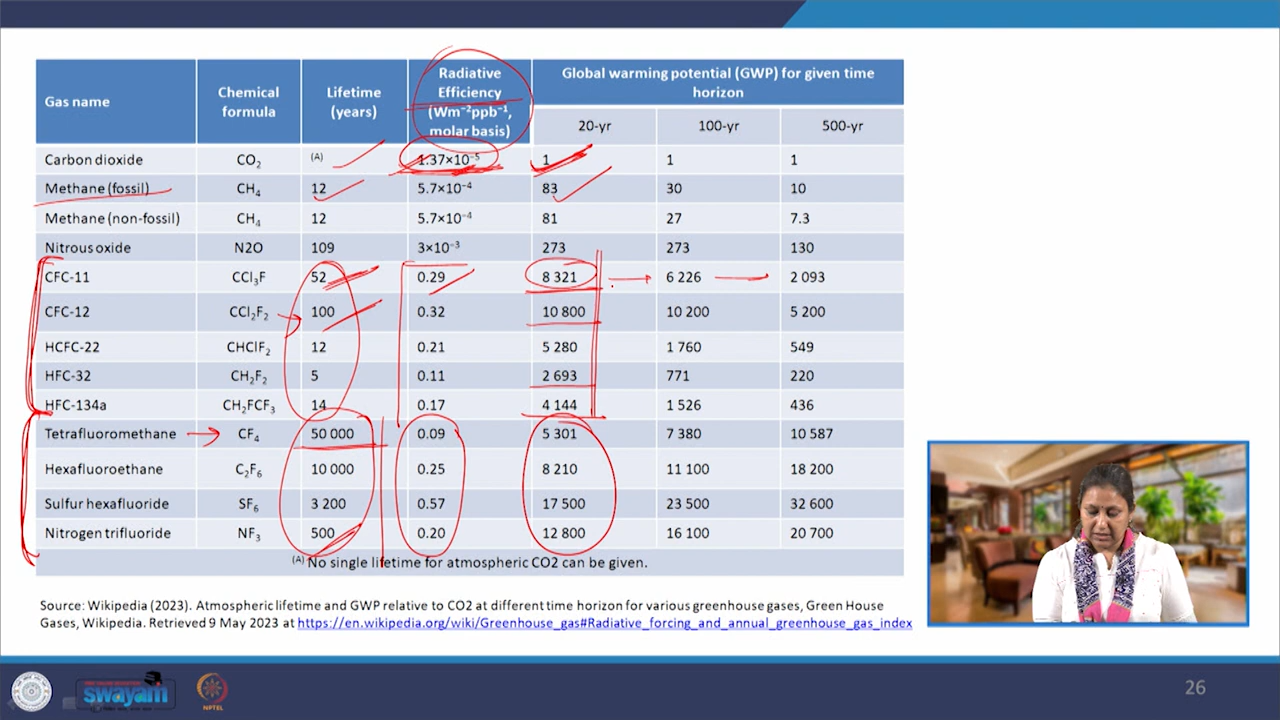 Gas name Chemical formula Lifetime (years) Radiative Efficiency (Wm⁻²ppb⁻¹, molar basis) Global warming potential (GWP) for given time horizon
20-yr 100-yr 500-yr
Carbon dioxide CO₂ (A) 1.37×10⁻⁵ 1 1 1
Methane (fossil) CH₄ 12 5.7×10⁻⁴ 83 30 10
Methane (non-fossil) CH₄ 12 5.7×10⁻⁴ 81 27 7.3
Nitrous oxide N2O 109 3×10⁻³ 273 273 130
CFC-11 CCl₃F 52 0.29 8 321 6 226 2 093
CFC-12 CCl₂F₂ 100 0.32 10 800 10 200 5 200
HCFC-22 CHClF₂ 12 0.21 5 280 1 760 549
HFC-32 CH₂F₂ 5 0.11 2 693 771 220
HFC-134a CH₂FCF₃ 14 0.17 4 144 1 526 436
Tetrafluoromethane CF₄ 50 000 0.09 5 301 7 380 10 587
Hexafluoroethane C₂F₆ 10 000 0.25 8 210 11 100 18 200
Sulfur hexafluoride SF₆ 3 200 0.57 17 500 23 500 32 600
Nitrogen trifluoride NF₃ 500 0.20 12 800 16 100 20 700
(A) No single lifetime for atmospheric CO2 can be given.
Source: Wikipedia (2023). Atmospheric lifetime and GWP relative to CO2 at different time horizon for various greenhouse gases, Green House
Gases, Wikipedia. Retrieved 9 May 2023 at https://en.wikipedia.org/wiki/Greenhouse_gas#Radiative_forcing_and_annual_greenhouse_gas_index
swayam
NPTEL
26